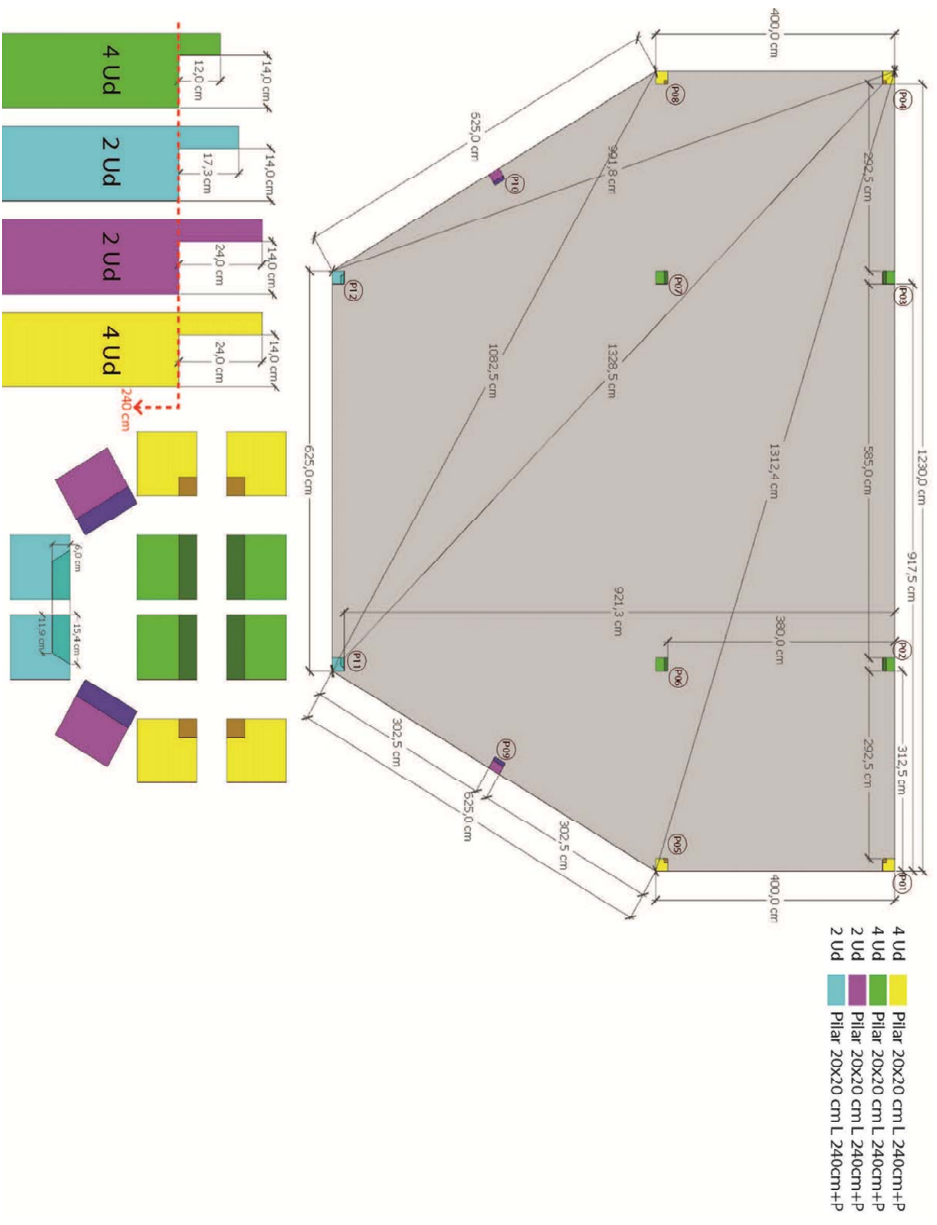 4 Ud Pilar 20x20 cm L 240cm+P
4 Ud Pilar 20x20 cm L 240cm+P
2 Ud Pilar 20x20 cm L 240cm+P
2 Ud Pilar 20x20 cm L 240cm+P
400,0 cm
P01
P05
312,5 cm
292,5 cm
1230,0 cm
917,5 cm
P02
P06
380,0 cm
585,0 cm
921,3 cm
P03
P07
292,5 cm
P04
P08
400,0 cm
1312,4 cm
1328,5 cm
1082,5 cm
991,8 cm
302,5 cm
P09
302,5 cm
625,0 cm
P11
625,0 cm
P12
P10
625,0 cm
4 Ud
12,0 cm
14,0 cm
2 Ud
17,3 cm
14,0 cm
2 Ud
24,0 cm
14,0 cm
4 Ud
24,0 cm
14,0 cm
240 cm
6,0 cm
11,9 cm
15,4 cm